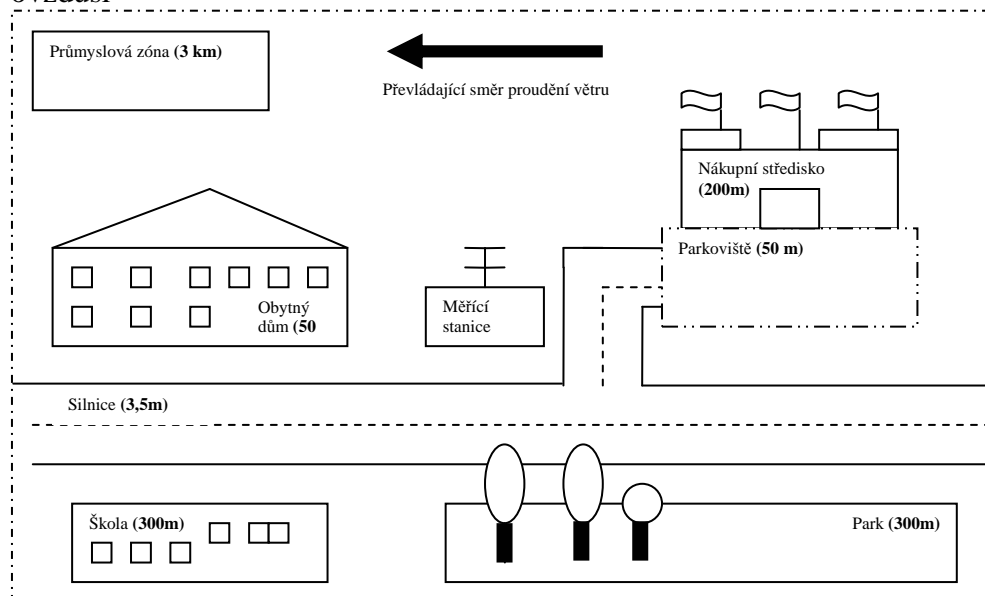 Průmyslová zóna (3 km)
Převládající směr proudění větru
Nákupní středisko
(200m)
Parkoviště (50 m)
Obytný
dům (50
Měřící
stanice
Silnice (3,5m)
Škola (300m)
Park (300m)